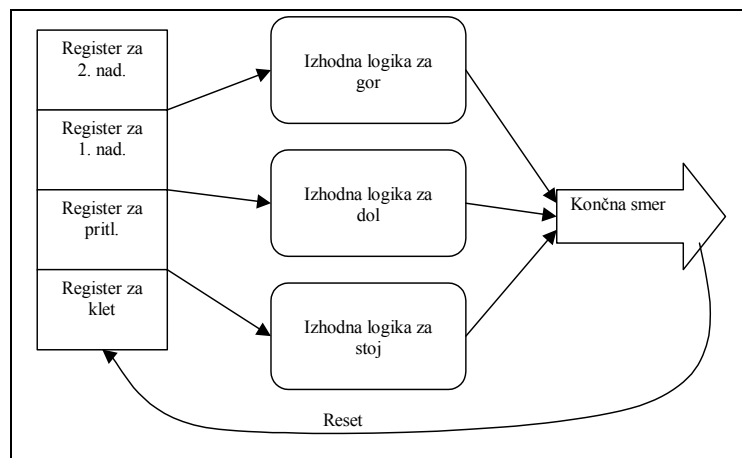 Register za
2. nad.
Register za
1. nad.
Register za
pritl.
Register za
klet
Izhodna logika za
gor
Izhodna logika za
dol
Izhodna logika za
stoj
Končna smer
Reset